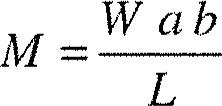 M = W a b / L